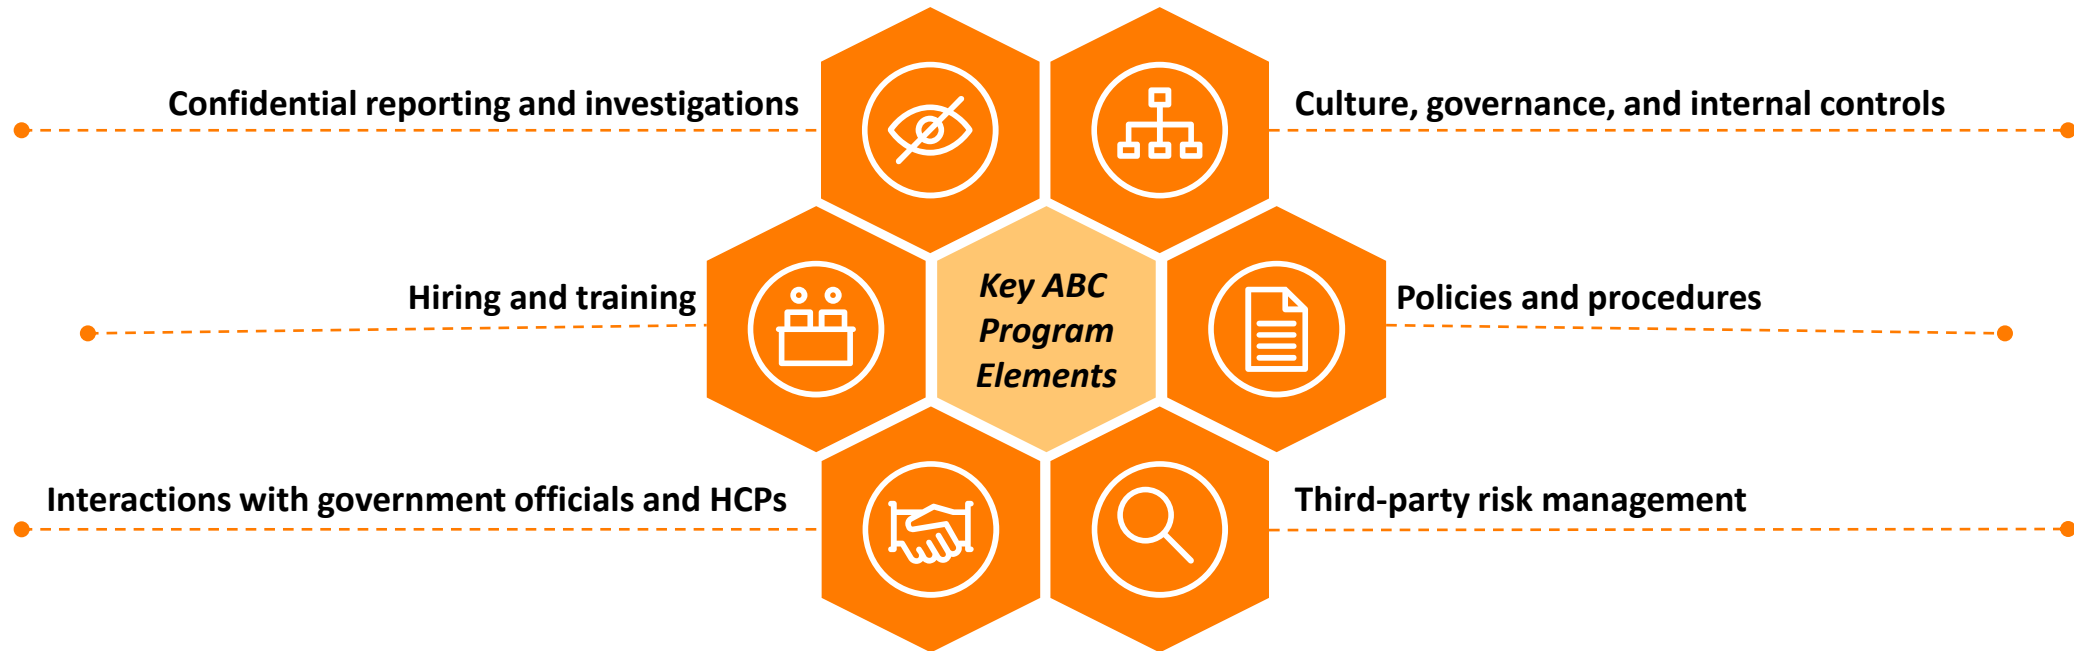 Confidential reporting and investigations
Culture, governance, and internal controls
Hiring and training
Key ABC
Program
Elements
Policies and procedures
Interactions with government officials and HCPs
Third-party risk management